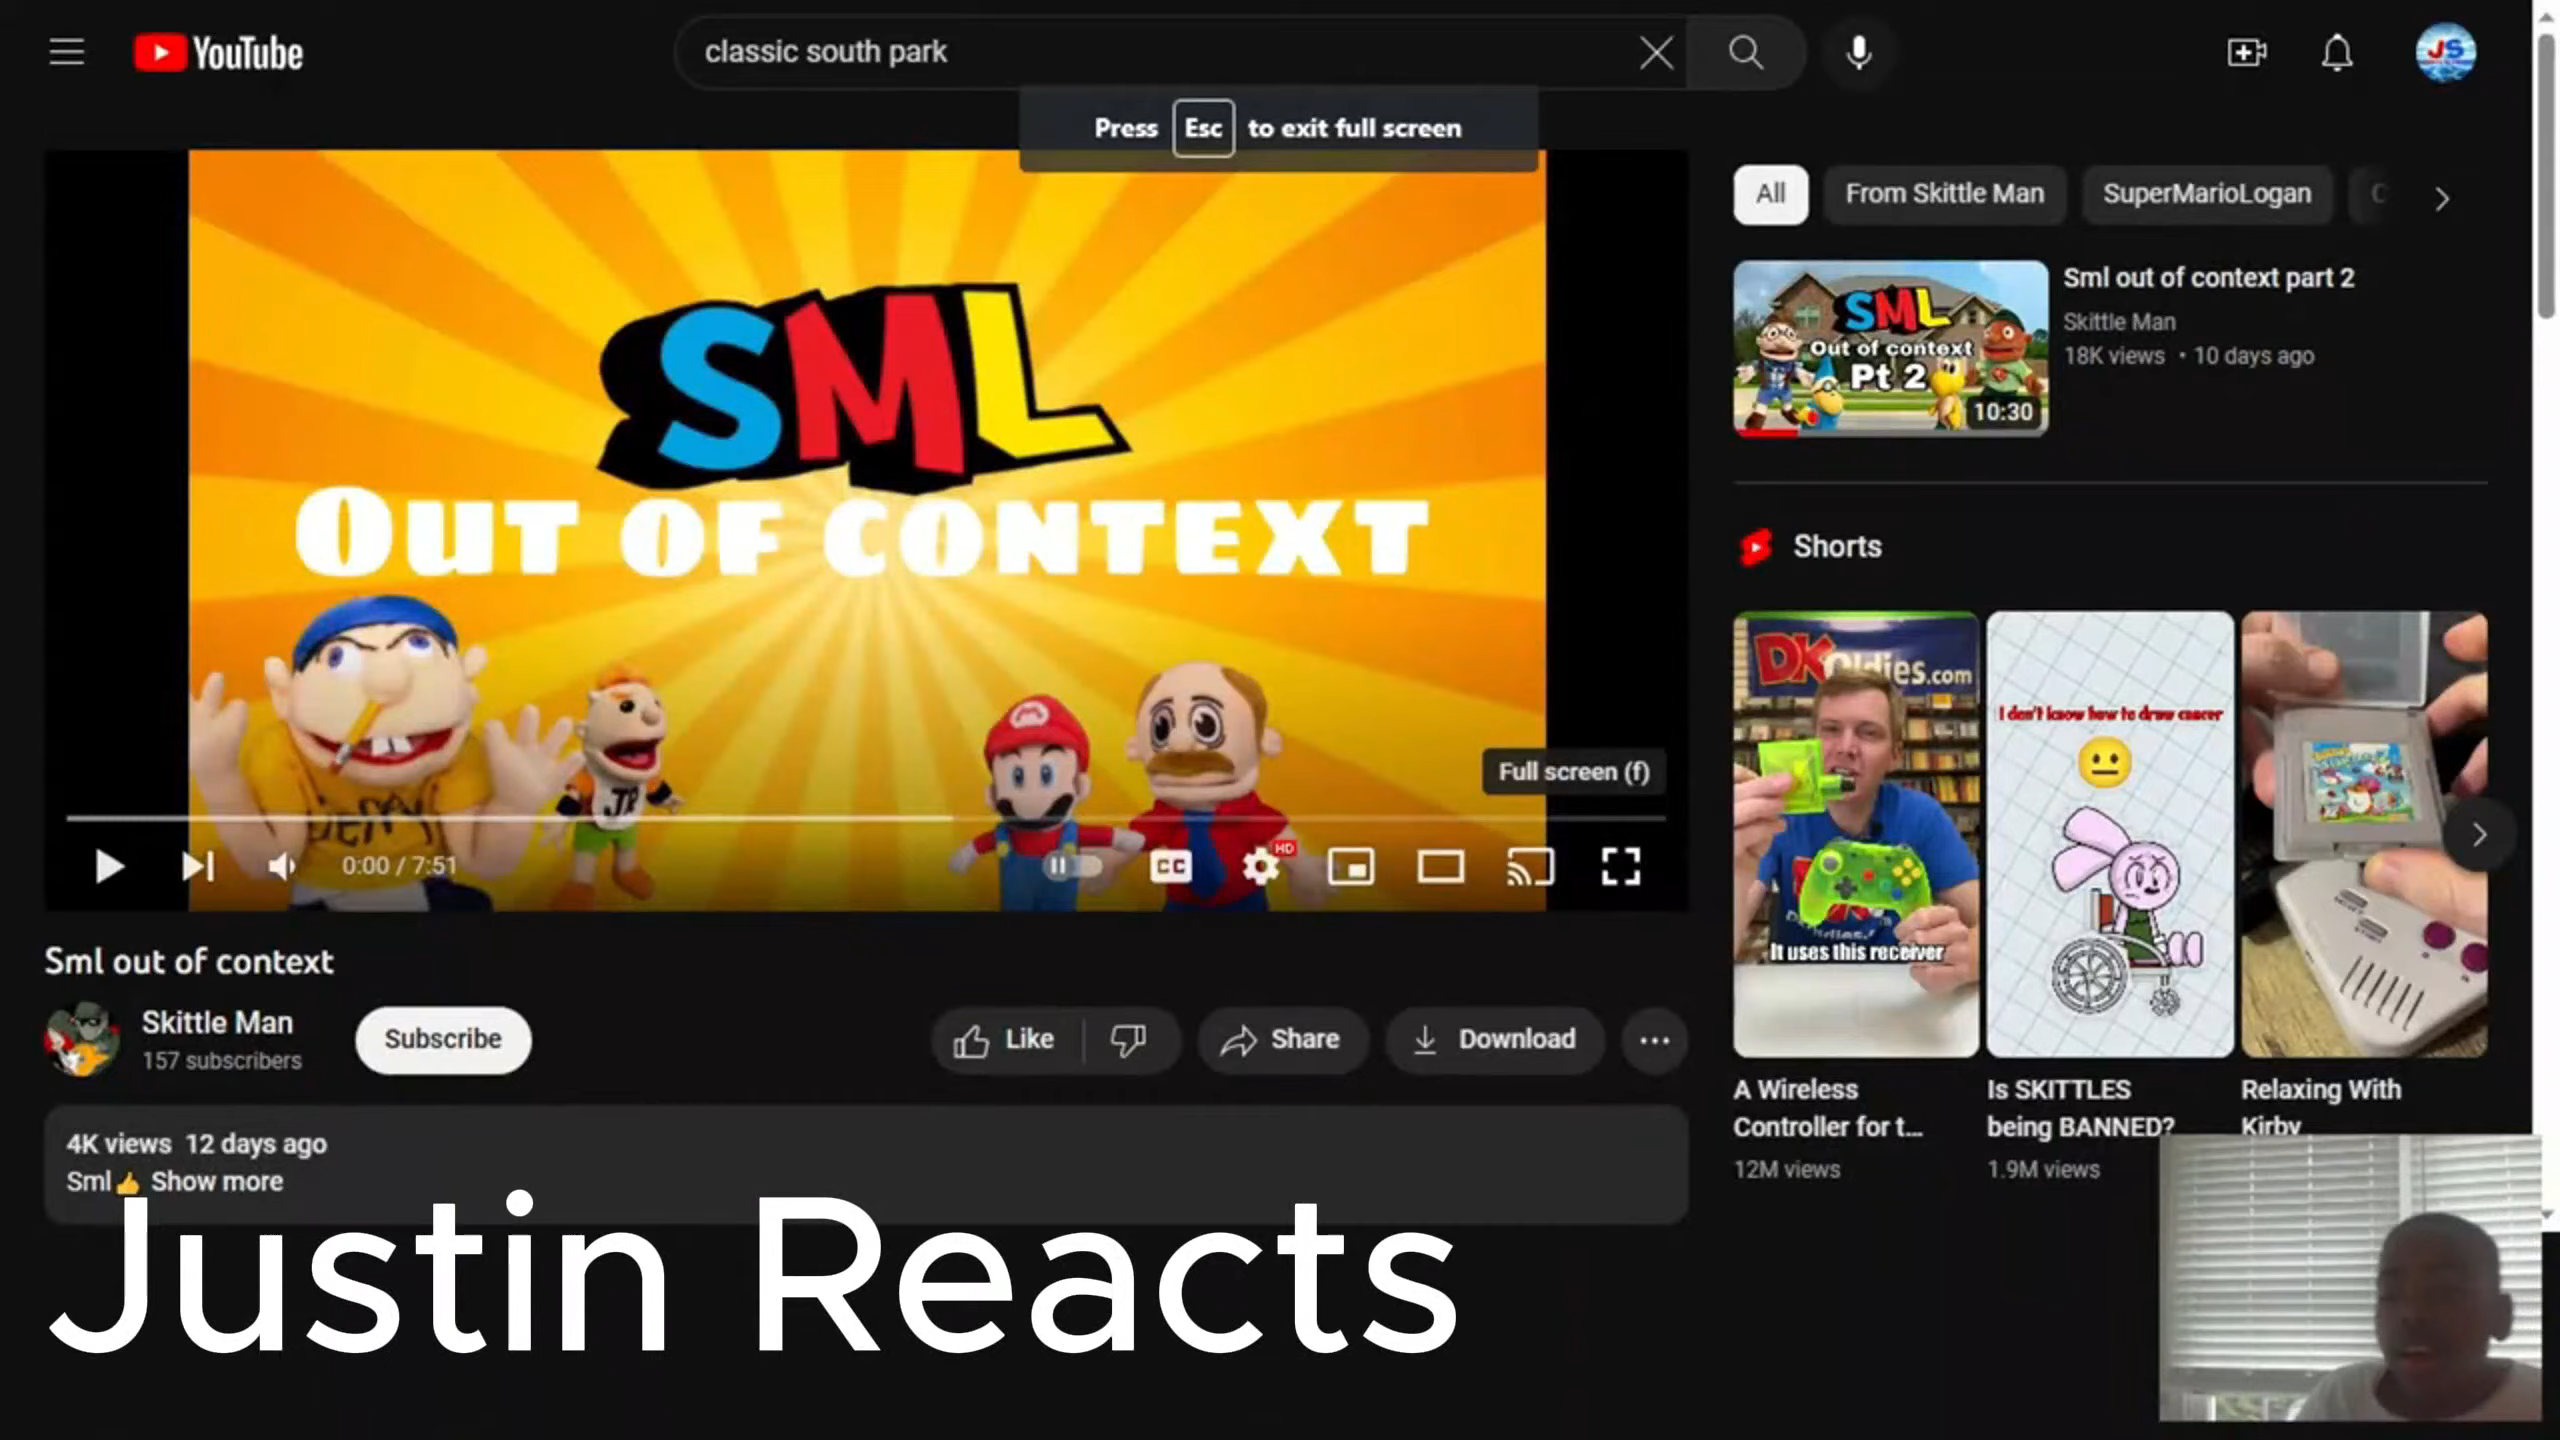 YouTube
classic south park
JS
Press Esc to exit full screen
SML
Out of context
JEFFY
JR
M
Full screen (f)
0:00 / 7:51
CC
HD
Sml out of context
Skittle Man
157 subscribers
Subscribe
Like
Share
Download
4K views 12 days ago
Sml👍 Show more
Justin Reacts
All
From Skittle Man
SuperMarioLogan
SML
Out of context
Pt 2
10:30
Sml out of context part 2
Skittle Man
18K views • 10 days ago
Shorts
DKOldies.com
It uses this receiver
A Wireless
Controller for t...
12M views
I don't know how to draw cancer
Is SKITTLES
being BANNED?
1.9M views
Relaxing With
Kirby